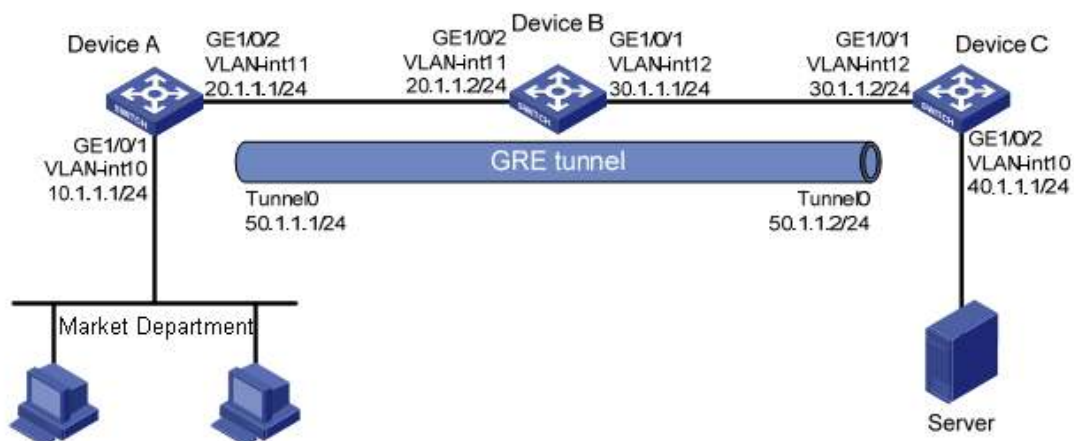 Device B
Device A
GE1/0/2
VLAN-int11
20.1.1.1/24
GE1/0/2
VLAN-int11
20.1.1.2/24
GE1/0/1
VLAN-int12
30.1.1.1/24
GE1/0/1
VLAN-int12
30.1.1.2/24
Device C
SWITCH
SWITCH
SWITCH
GE1/0/1
VLAN-int10
10.1.1.1/24
GRE tunnel
GE1/0/2
VLAN-int10
40.1.1.1/24
Tunnel0
50.1.1.1/24
Tunnel0
50.1.1.2/24
Market Department
Server